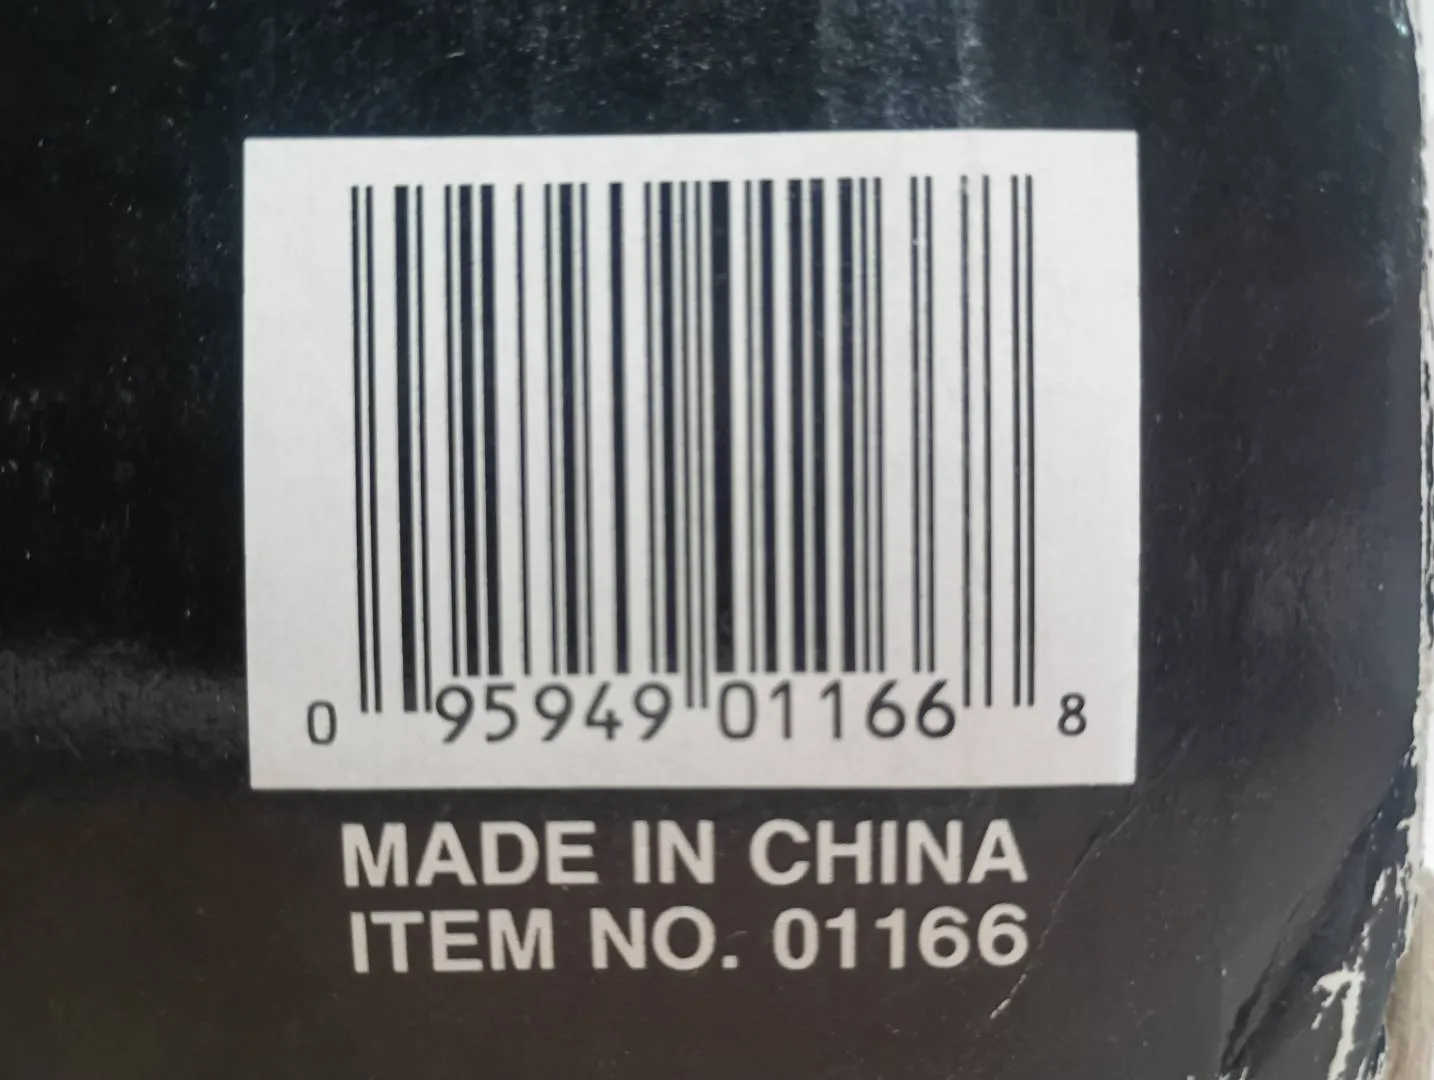 0 95949 01166 8
MADE IN CHINA
ITEM NO. 01166